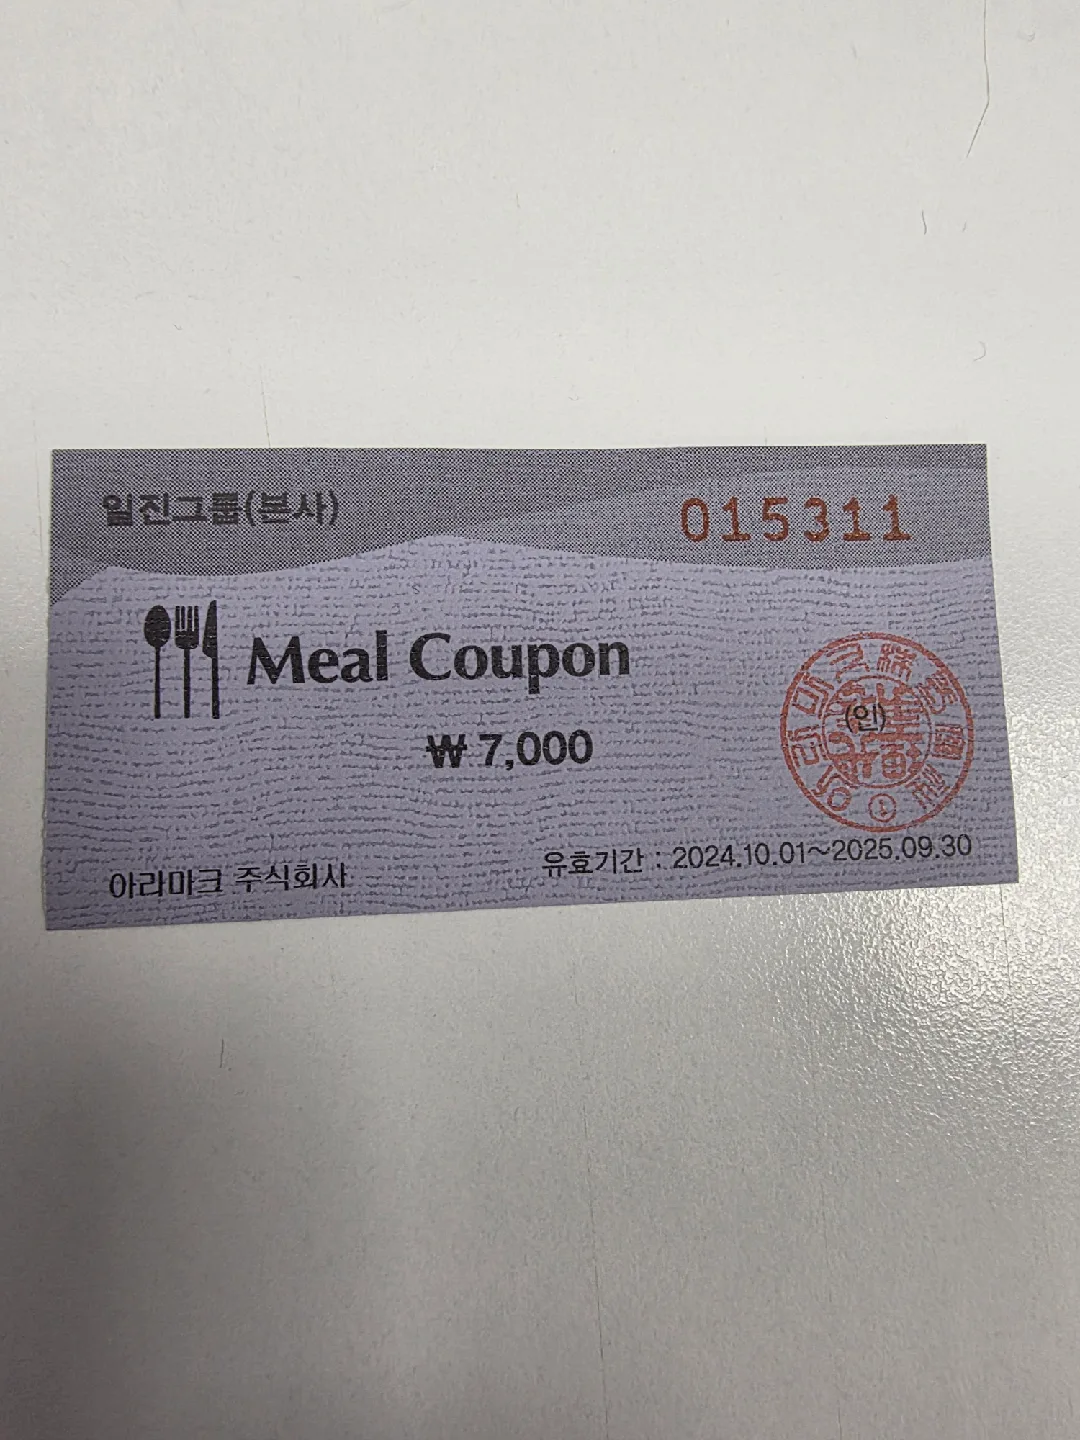 일진그룹(본사)
015311
Meal Coupon
₩ 7,000
(인)
유효기간 : 2024.10.01~2025.09.30
아라마크 주식회사